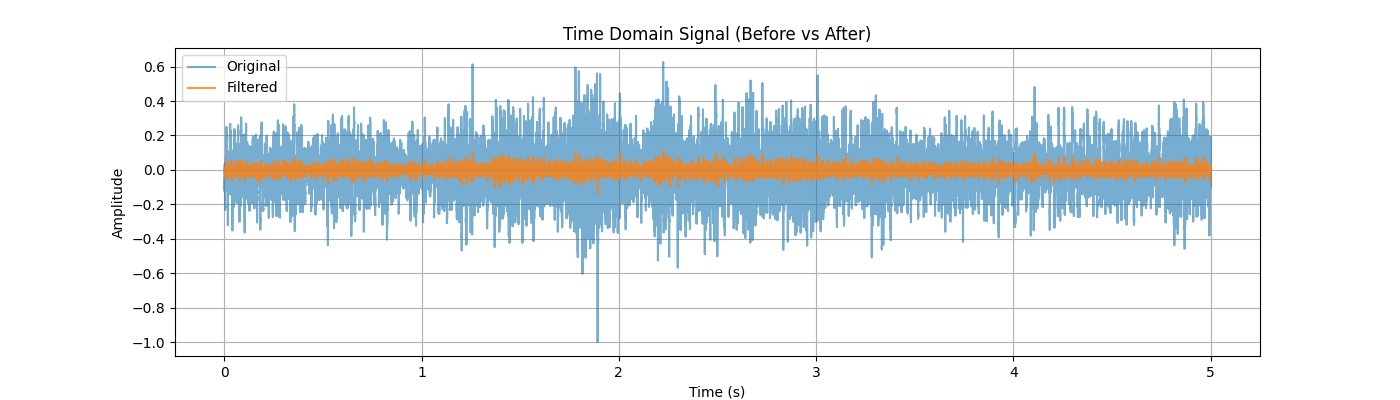 Time Domain Signal (Before vs After)
Original
Filtered
Amplitude
0.6
0.4
0.2
0.0
−0.2
−0.4
−0.6
−0.8
−1.0
0 1 2 3 4 5
Time (s)